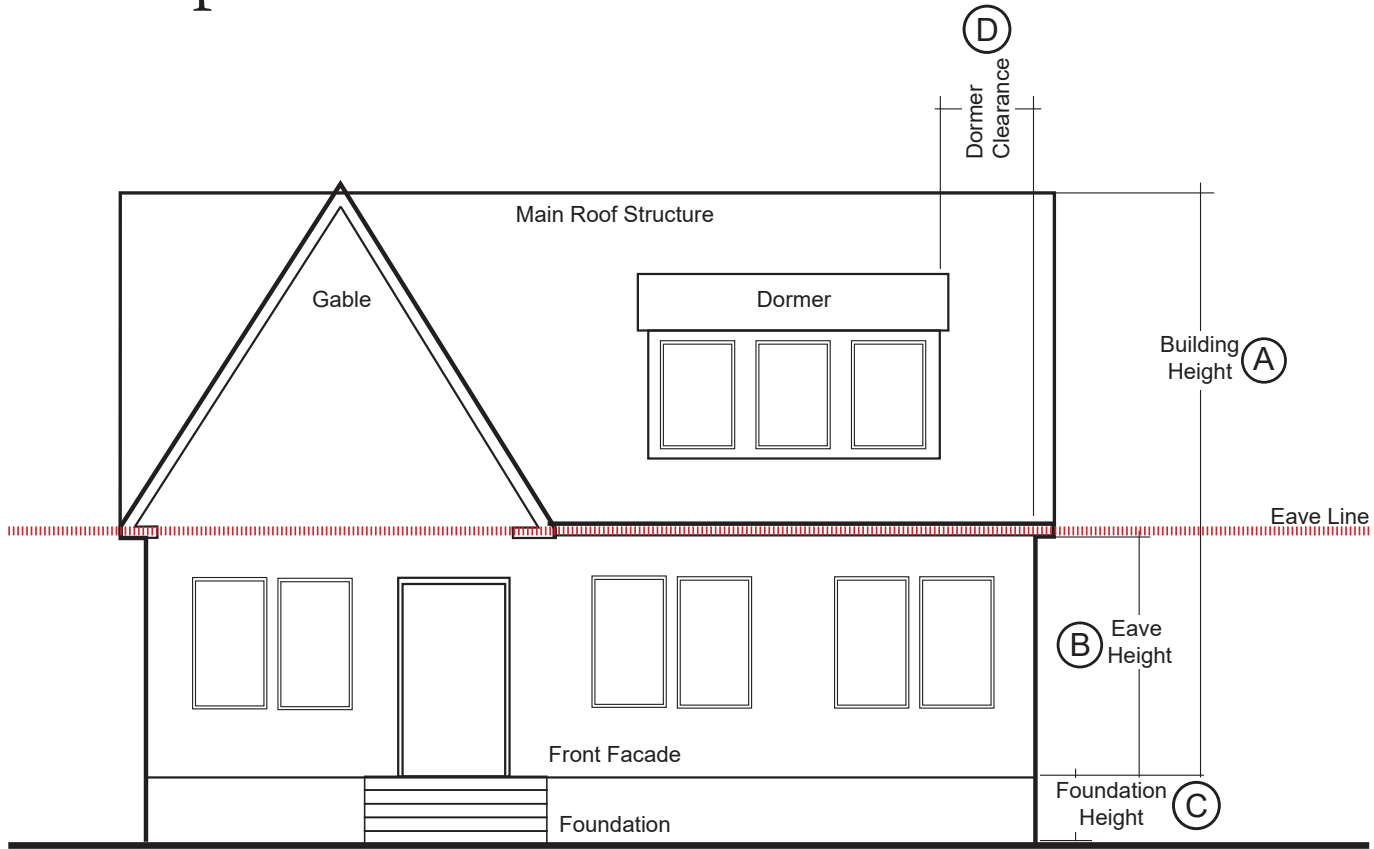 D
Dormer
Clearance
Main Roof Structure
Gable
Dormer
Building
Height
A
Eave Line
B
Eave
Height
Front Facade
Foundation
Height
C
Foundation